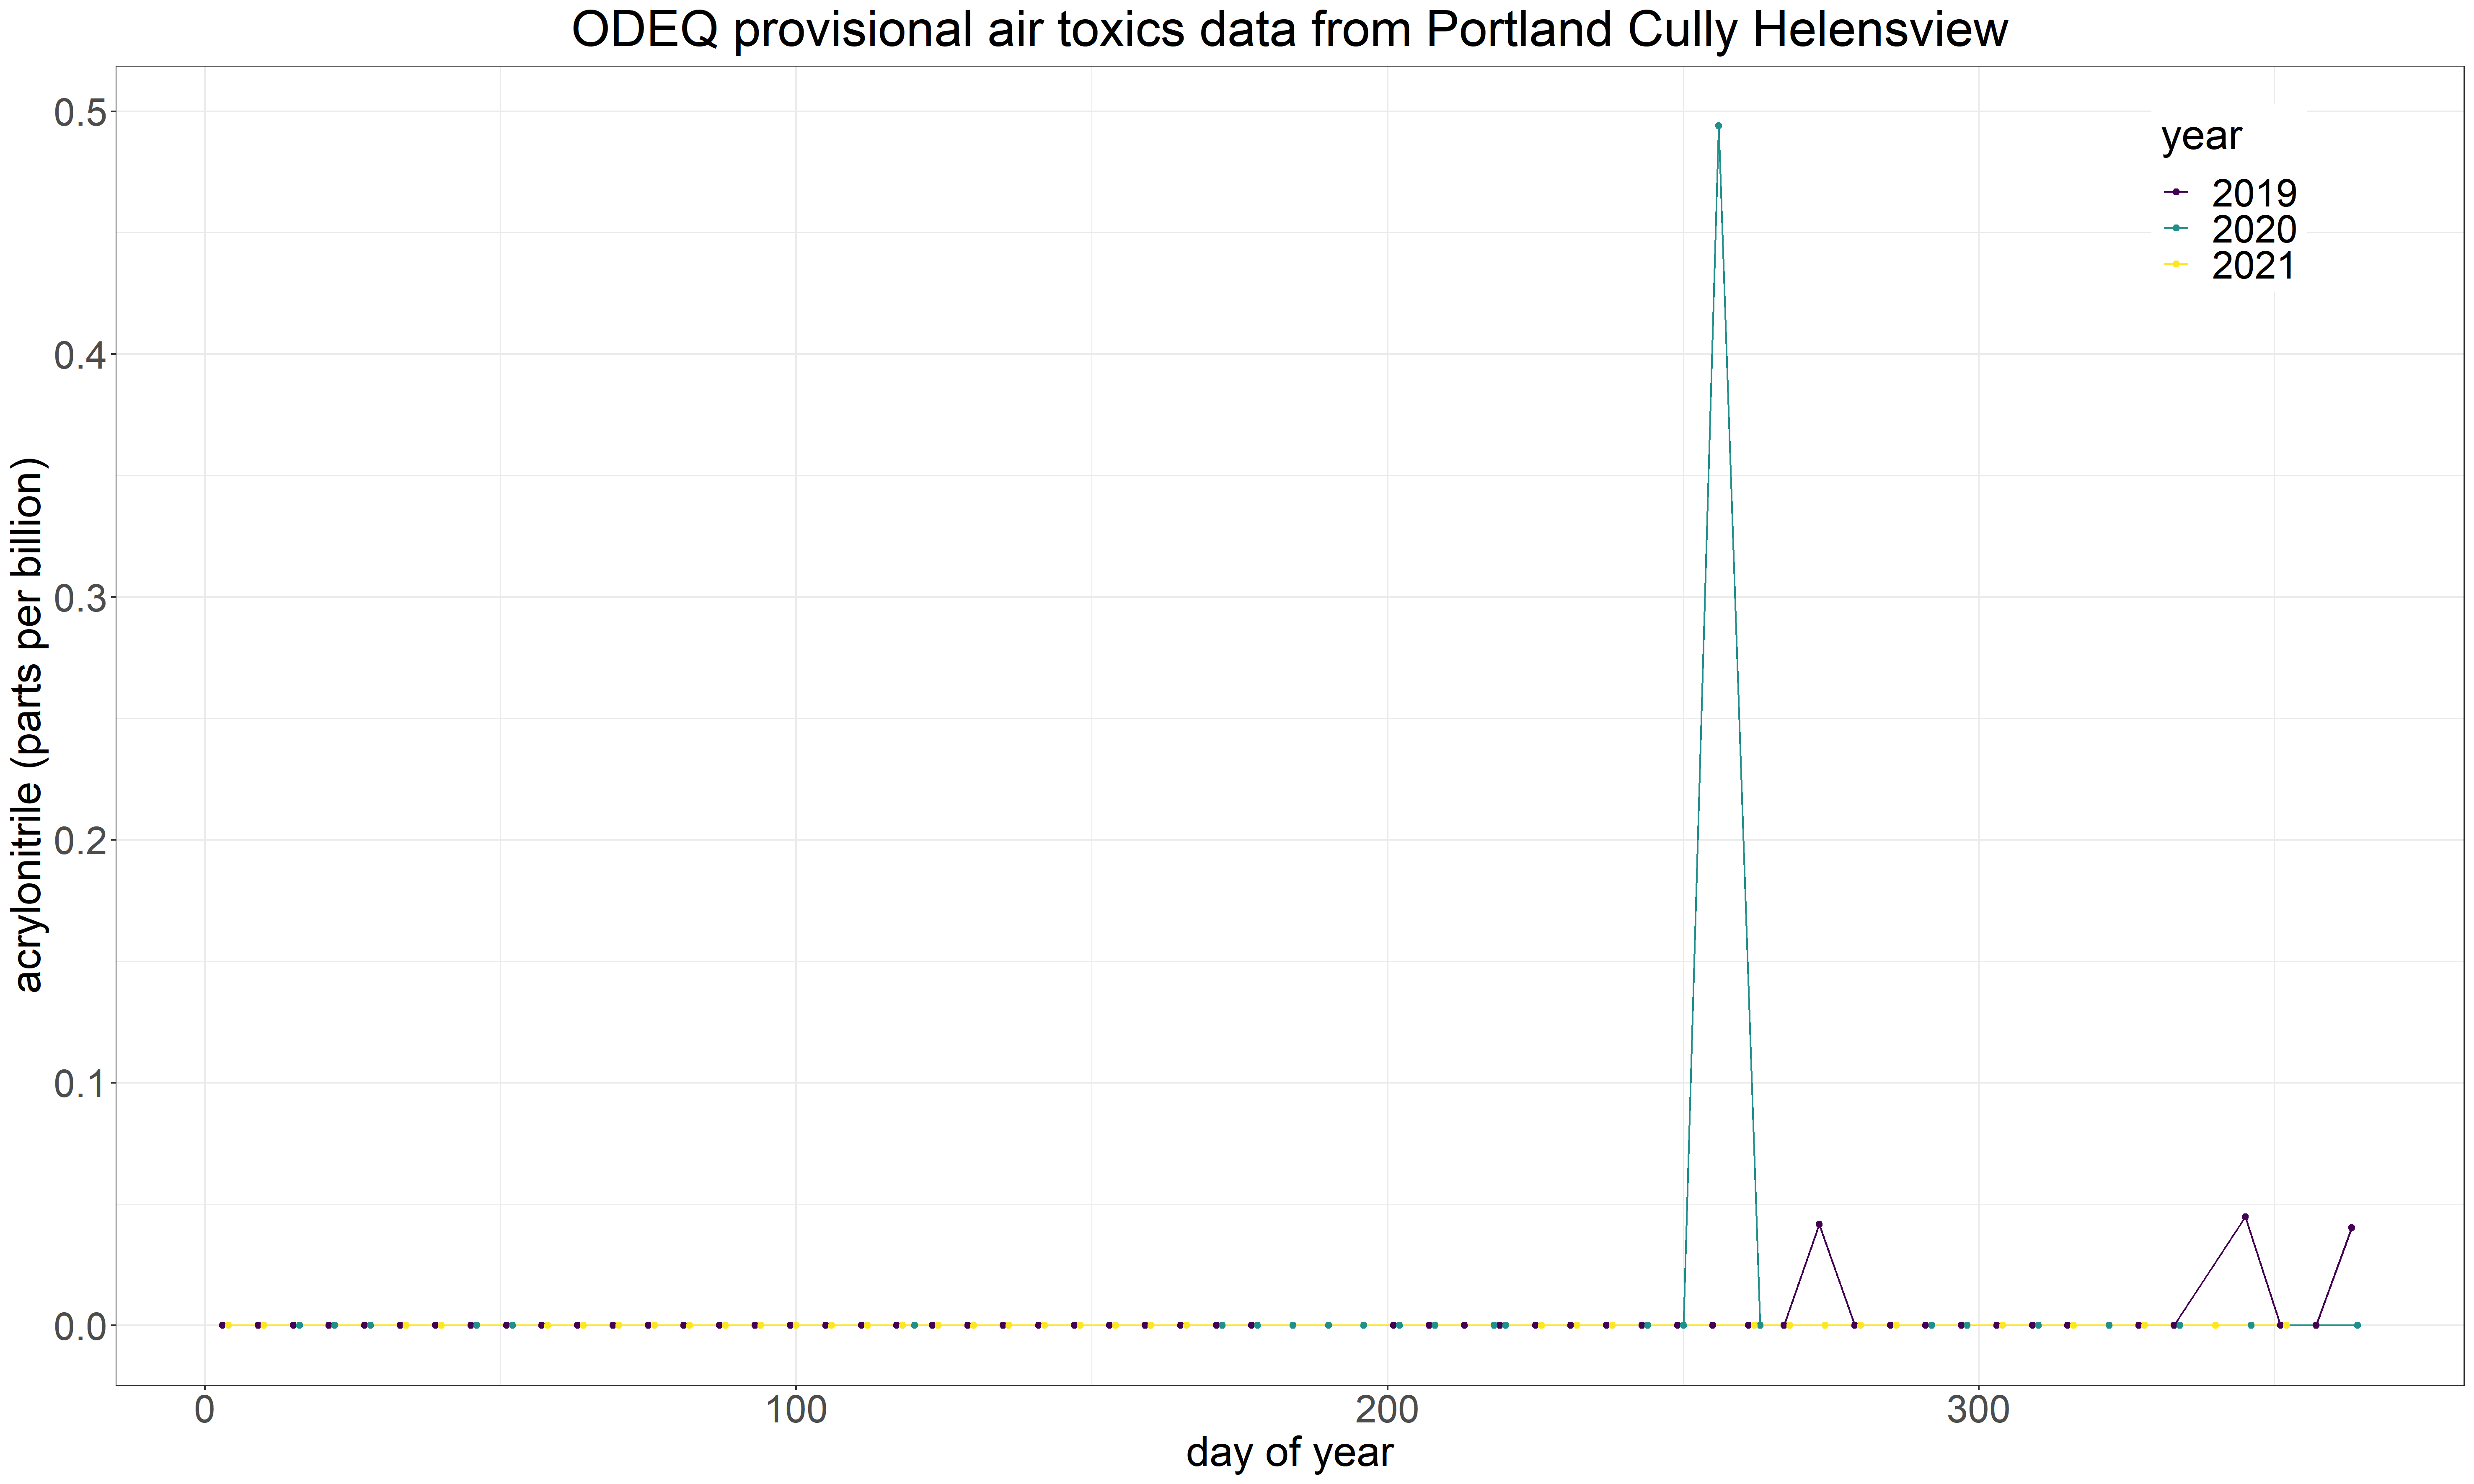 ODEQ provisional air toxics data from Portland Cully Helensview
acrylonitrile (parts per billion)
0.5
0.4
0.3
0.2
0.1
0.0
year
2019
2020
2021
0 100 200 300
day of year